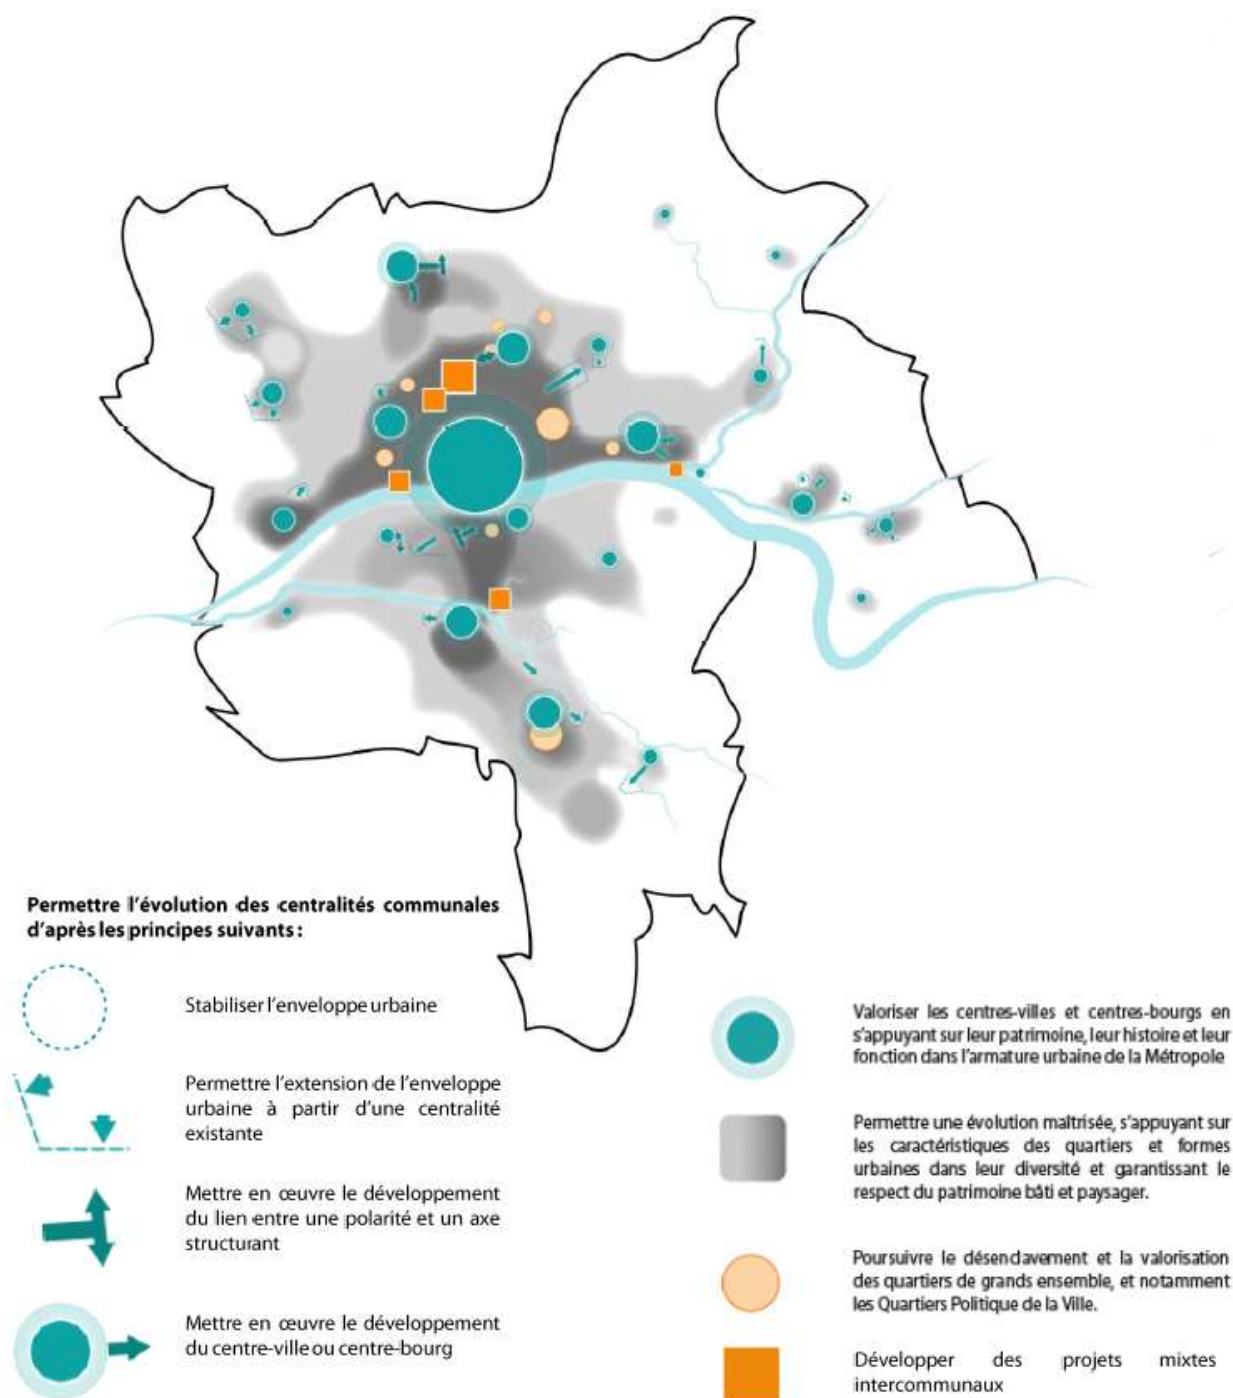 Permettre l'évolution des centralités communales
d'après les principes suivants :
Stabiliser l'enveloppe urbaine
Permettre l'extension de l'enveloppe
urbaine à partir d'une centralité
existante
Mettre en œuvre le développement
du lien entre une polarité et un axe
structurant
Mettre en œuvre le développement
du centre-ville ou centre-bourg
Valoriser les centres-villes et centres-bourgs en
s'appuyant sur leur patrimoine, leur histoire et leur
fonction dans l'armature urbaine de la Métropole
Permettre une évolution maîtrisée, s'appuyant sur
les caractéristiques des quartiers et formes
urbaines dans leur diversité et garantissant le
respect du patrimoine bâti et paysager.
Poursuivre le désenclavement et la valorisation
des quartiers de grands ensemble, et notamment
les Quartiers Politique de la Ville.
Développer des projets mixtes
intercommunaux